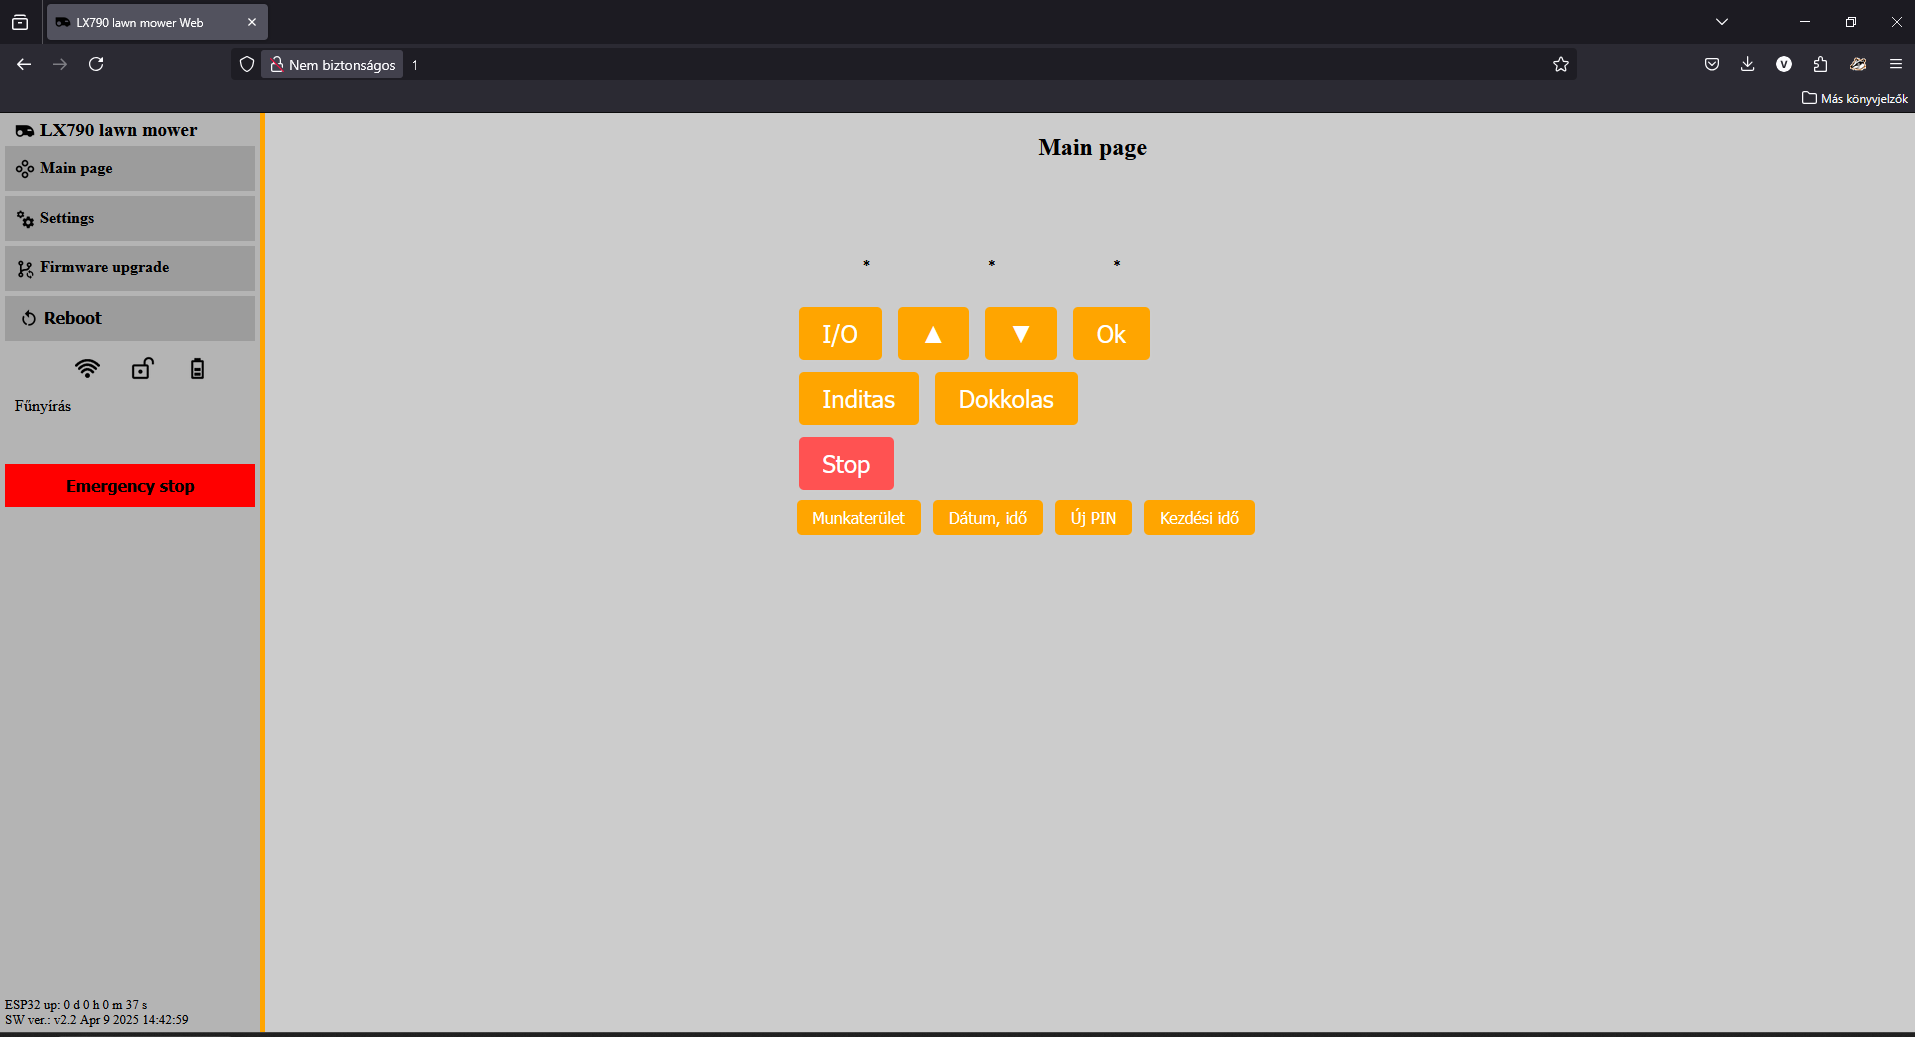 LX790 lawn mower Web
Nem biztonságos 1
Más könyvjelzők
LX790 lawn mower
Main page
Settings
Firmware upgrade
Reboot
Fűnyírás
Emergency stop
ESP32 up: 0 d 0 h 0 m 37 s
SW ver.: v2.2 Apr 9 2025 14:42:59
Main page
* * *
I/O ▲ ▼ Ok
Inditas Dokkolas
Stop
Munkaterület Dátum, idő Új PIN Kezdési idő